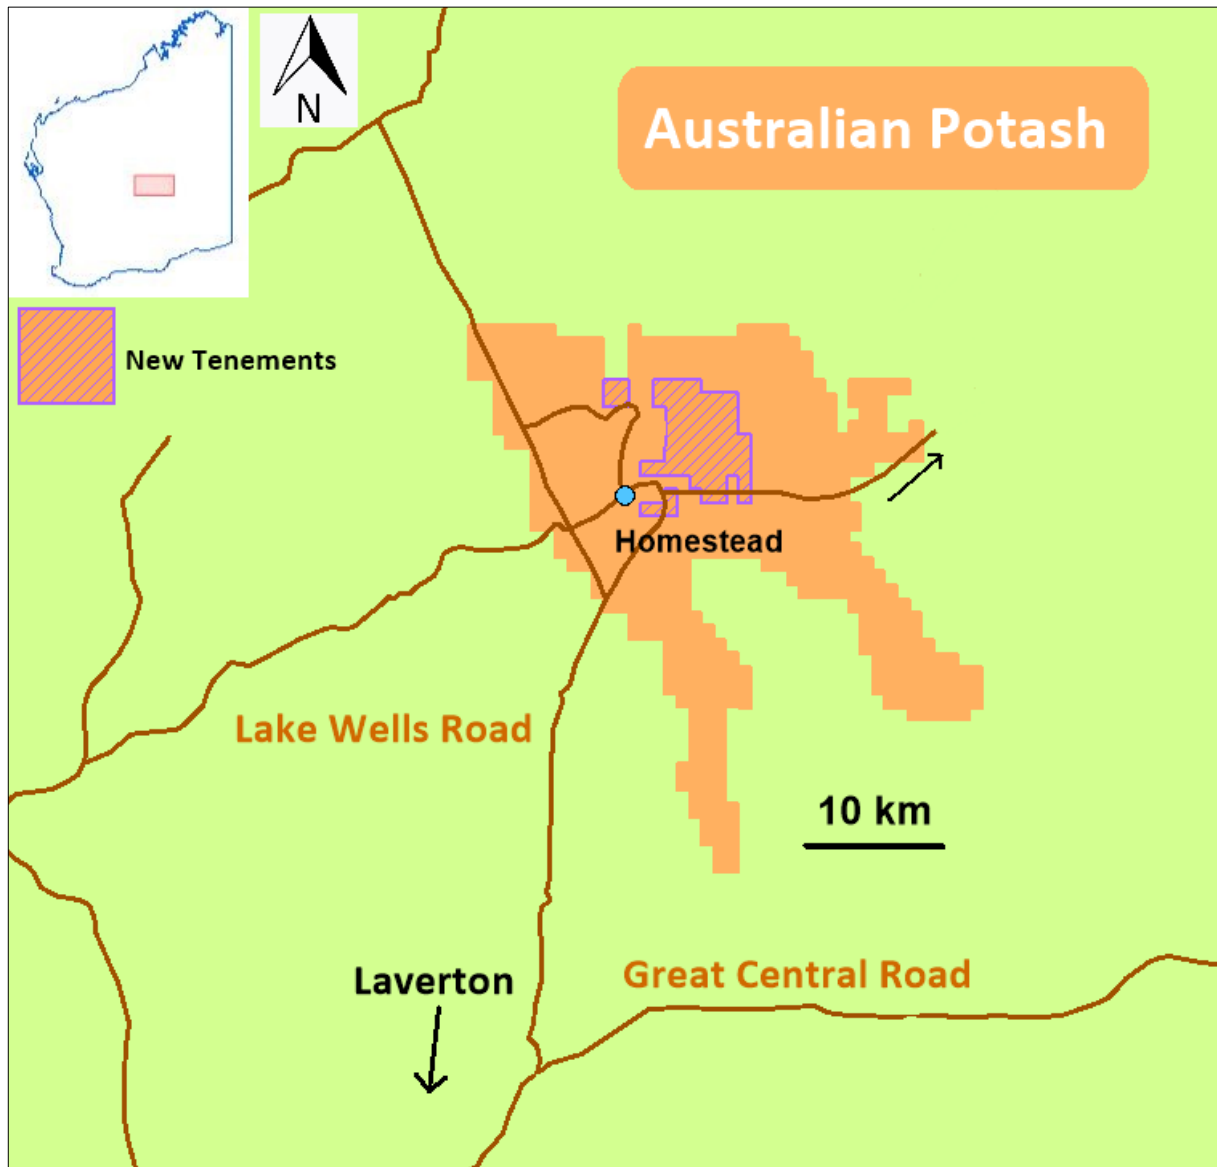 N
Australian Potash
New Tenements
Homestead
Lake Wells Road
10 km
Laverton
Great Central Road